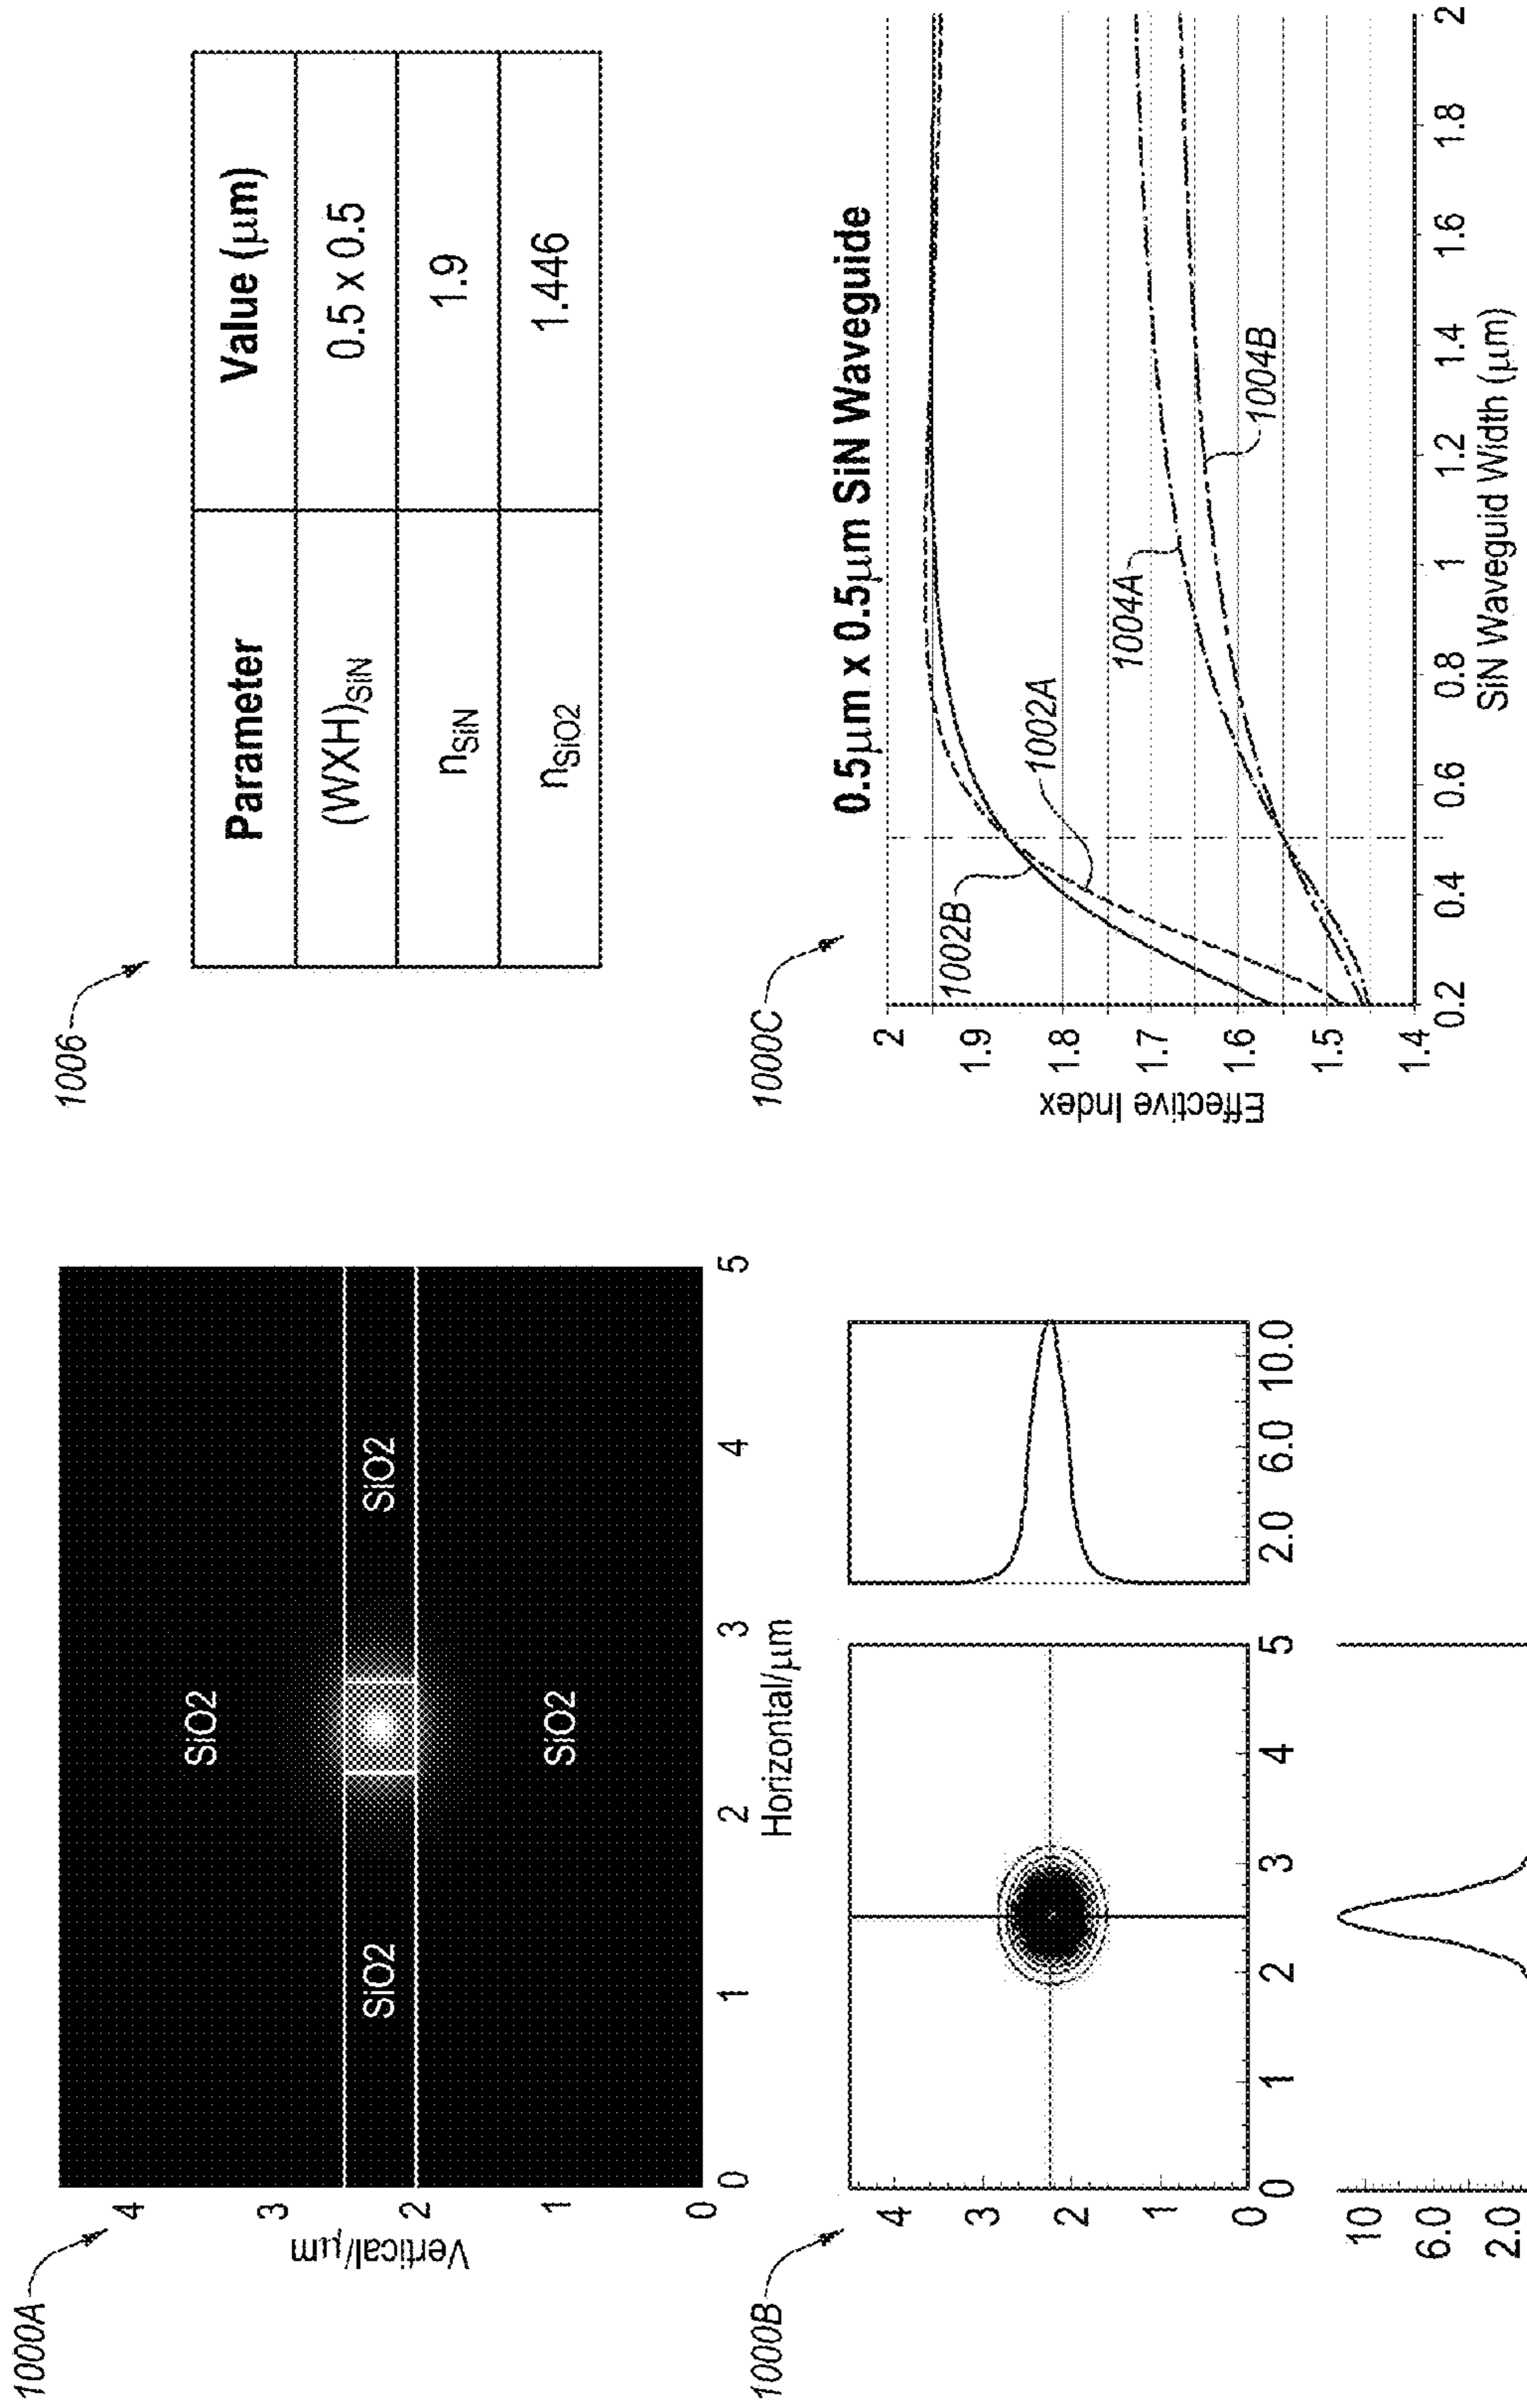 1000A
4
3
2
1
0
Vertical/µm
SiO2
SiO2
SiO2
SiO2
0
1
2
3
4
5
Horizontal/µm
1006
Parameter
Value (µm)
(WXH)SiN
0.5 x 0.5
nSiN
1.9
nSiO2
1.446
1000B
4
3
2
1
0
0
1
2
3
4
5
2.0
6.0
10.0
10
6.0
2.0
1000C
0.5µm x 0.5µm SiN Waveguide
2
1.9
1.8
1.7
1.6
1.5
1.4
Effective Index
1002B
1002A
1004A
1004B
0.2
0.4
0.6
0.8
1
1.2
1.4
1.6
1.8
2
SiN Waveguid Width (µm)